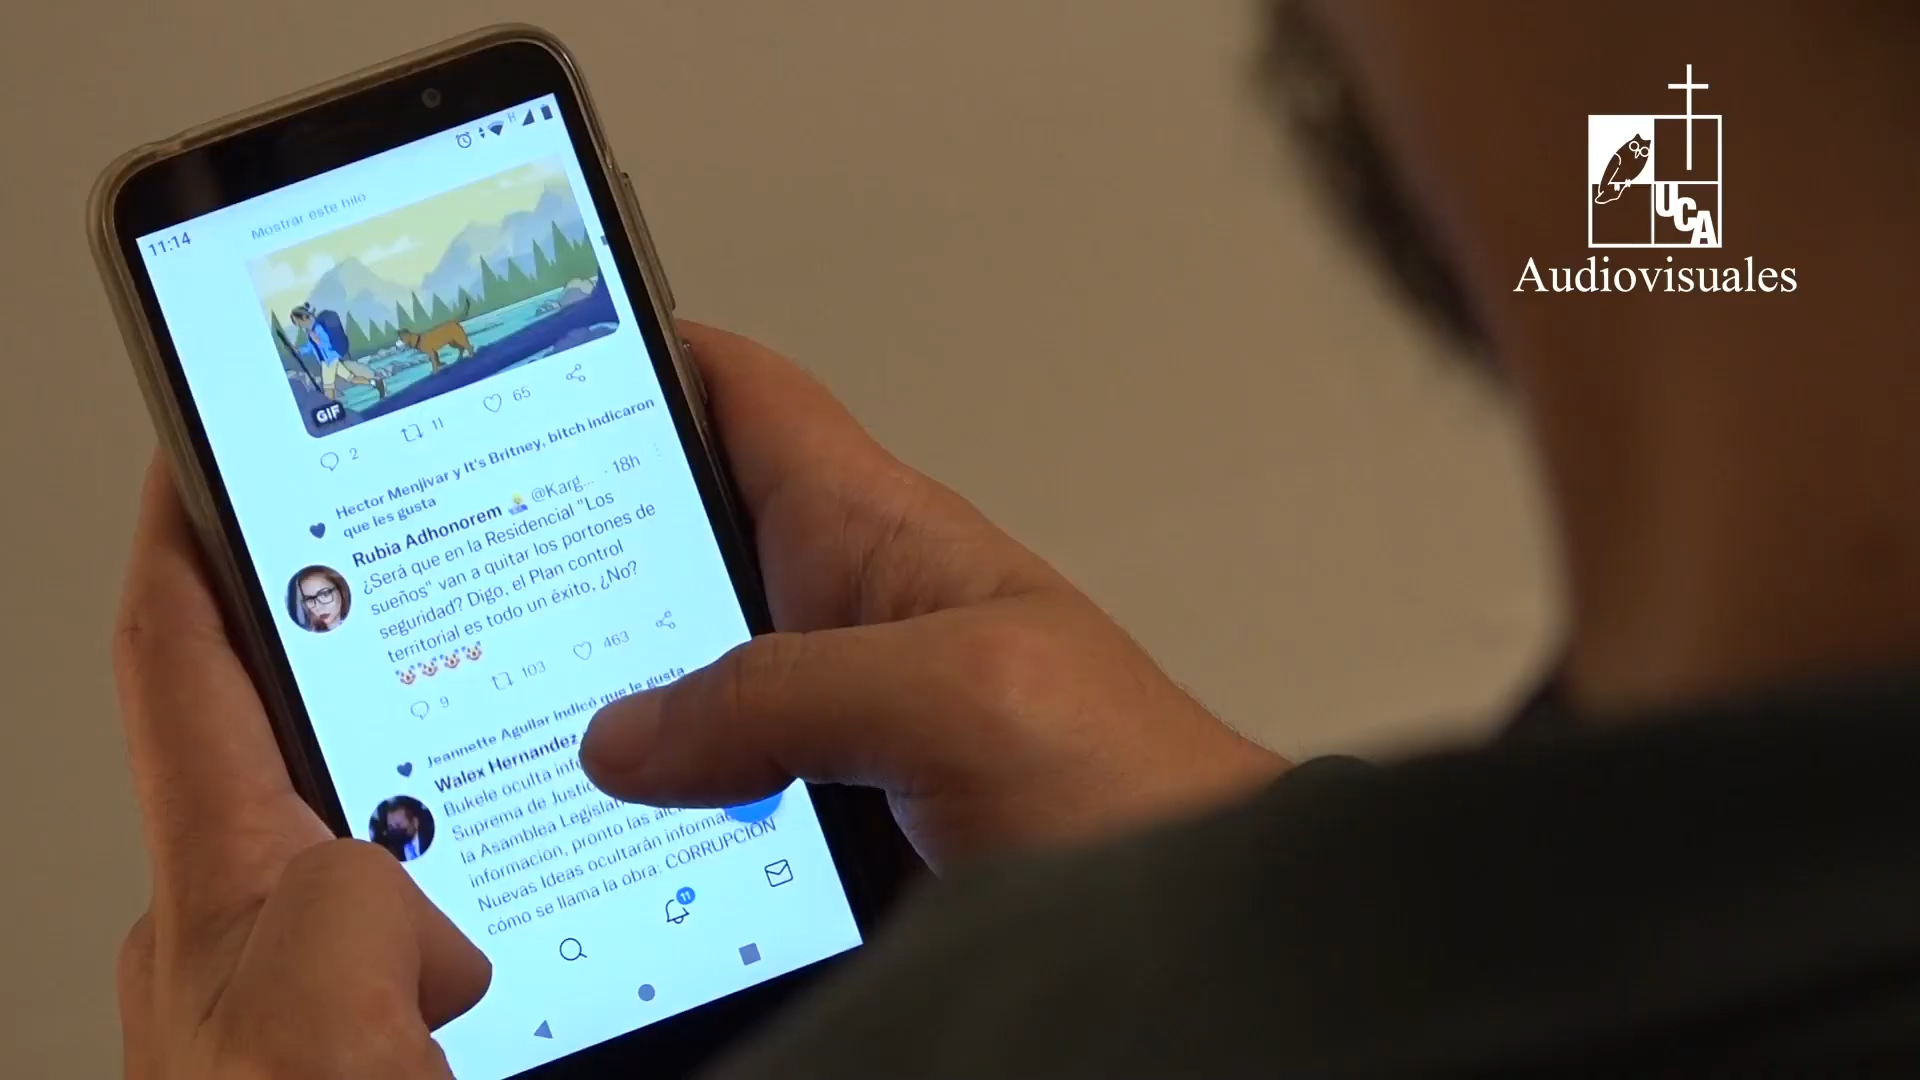 11:14
H
Mostrar este hilo
GIF
2
11
65
Hector Menjivar y It's Britney, bitch indicaron
que les gusta
Rubia Adhonorem @Karg... · 18h
¿Será que en la Residencial "Los
sueños" van a quitar los portones de
seguridad? Digo, el Plan control
territorial es todo un éxito, ¿No?
9
103
463
Jeannette Aguilar indicó que le gusta
Walex Hernandez
Bukele oculta
Suprema de
la Asamblea
informacion, pronto las
Nuevas Ideas ocultarán
cómo se llama la obra: CORRUPCIÓN
11
UCA
Audiovisuales